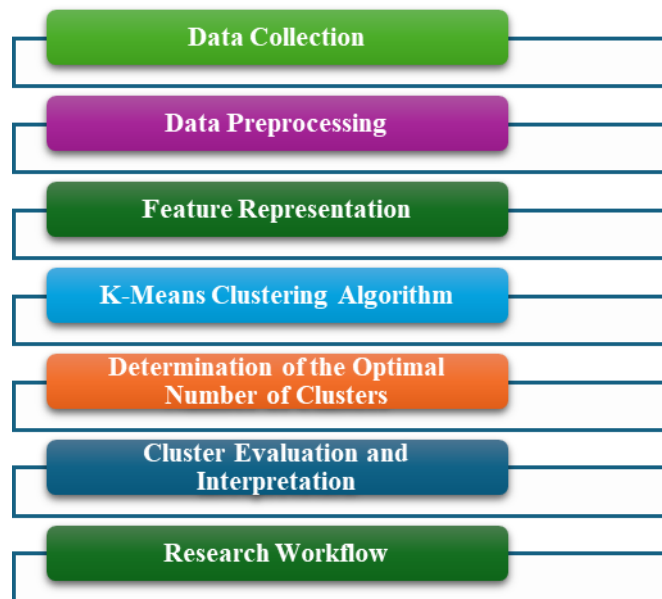 Data Collection
Data Preprocessing
Feature Representation
K-Means Clustering Algorithm
Determination of the Optimal
Number of Clusters
Cluster Evaluation and
Interpretation
Research Workflow